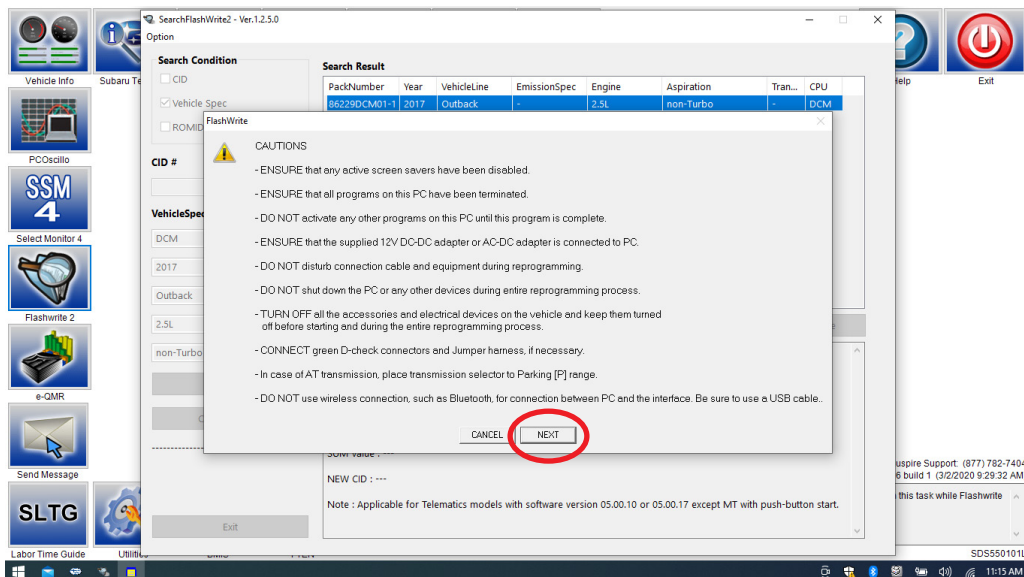 SearchFlashWrite2 - Ver.1.2.5.0
Option
Vehicle Info
Subaru Te
Help
Exit
Search Condition
CID
Vehicle Spec
ROMID
Search Result
PackNumber Year VehicleLine EmissionSpec Engine Aspiration Tran... CPU
86229DCM01-1 2017 Outback - 2.5L non-Turbo - DCM
FlashWrite
CAUTIONS
- ENSURE that any active screen savers have been disabled.
- ENSURE that all programs on this PC have been terminated.
- DO NOT activate any other programs on this PC until this program is complete.
- ENSURE that the supplied 12V DC-DC adapter or AC-DC adapter is connected to PC.
- DO NOT disturb connection cable and equipment during reprogramming.
- DO NOT shut down the PC or any other devices during entire reprogramming process.
- TURN OFF all the accessories and electrical devices on the vehicle and keep them turned
off before starting and during the entire reprogramming process.
- CONNECT green D-check connectors and Jumper harness, if necessary.
- In case of AT transmission, place transmission selector to Parking [P] range.
- DO NOT use wireless connection, such as Bluetooth, for connection between PC and the interface. Be sure to use a USB cable..
CANCEL
NEXT
PCOscillo
SSM
4
Select Monitor 4
Flashwrite 2
e-QMR
Send Message
SLTG
Labor Time Guide
Utilities
CID #
VehicleSpec
DCM
2017
Outback
2.5L
non-Turbo
Exit
SUM Value : ---
NEW CID : ---
Note : Applicable for Telematics models with software version 05.00.10 or 05.00.17 except MT with push-button start.
uspire Support: (877) 782-7404
6 build 1 (3/2/2020 9:29:32 AM
this task while Flashwrite
SDS550101L
11:15 AM